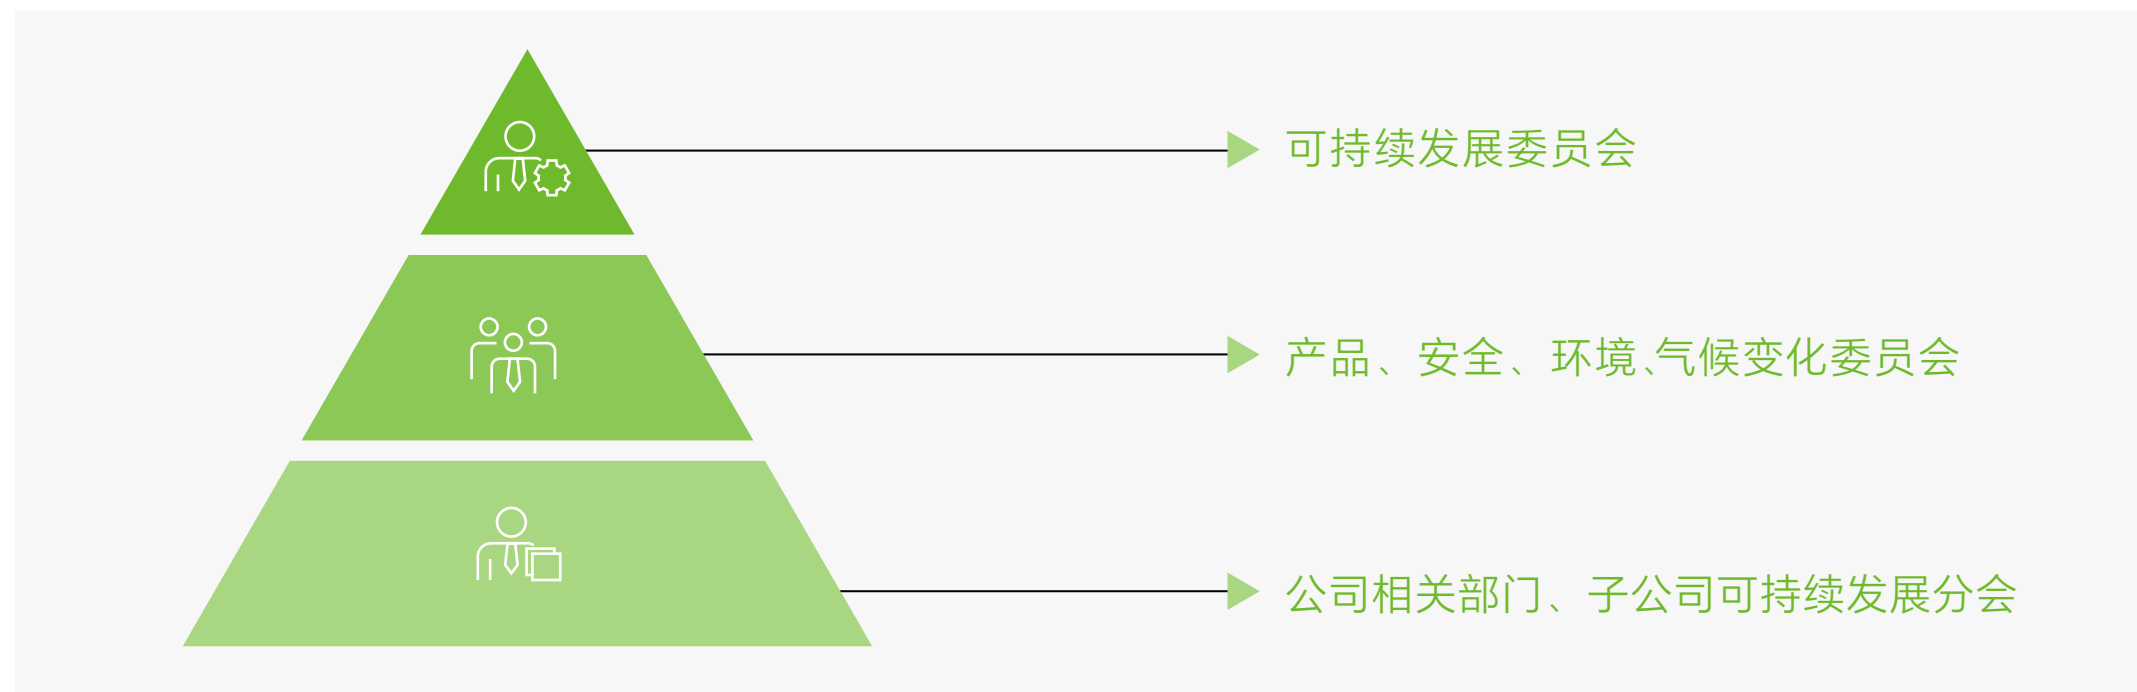 可持续发展委员会
产品、安全、环境、气候变化委员会
公司相关部门、子公司可持续发展分会